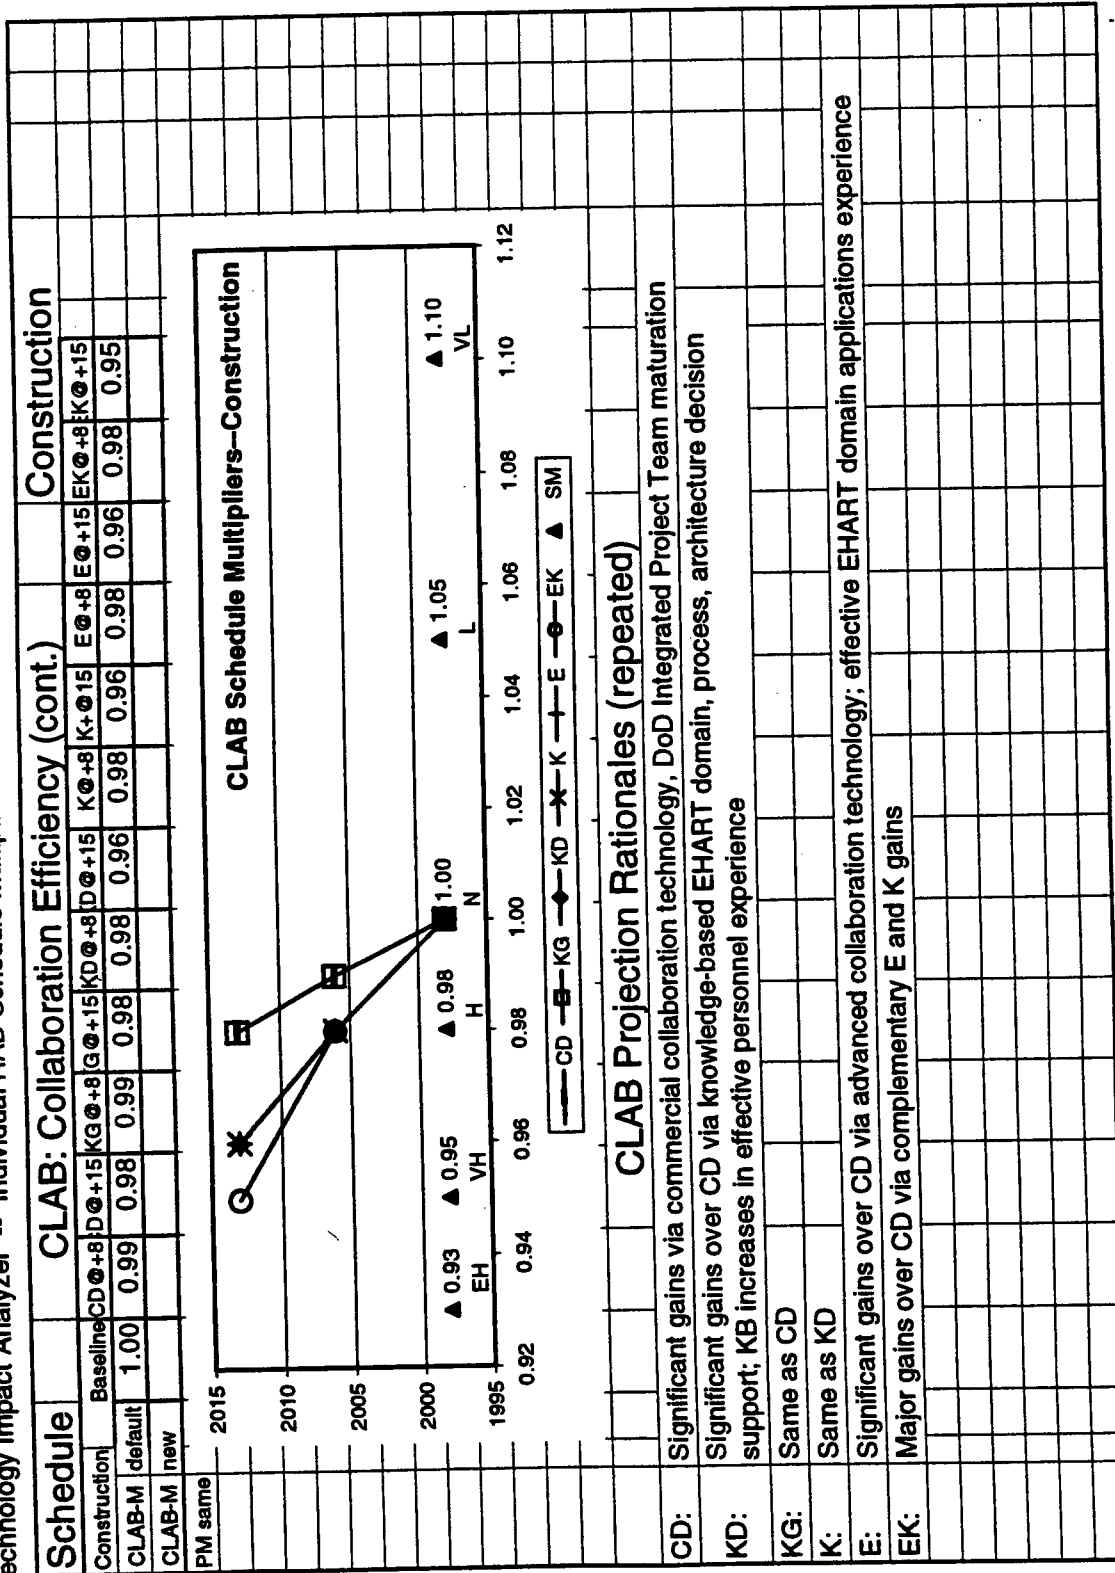 echnology Impact Analyzer -- Individual RAD Schedule
Schedule CLAB: Collaboration Efficiency (cont.) Construction
Construction Baseline CD@+8 CD@+15 KG@+8 KG@+15 KD@+8 KD@+15 K@+8 K+@15 E@+8 E@+15 EK@+8 EK@+15
CLAB-M default 1.00 0.99 0.98 0.99 0.98 0.98 0.96 0.98 0.96 0.98 0.96 0.98 0.95
CLAB-M new
PM same
CLAB Schedule Multipliers--Construction
2015
2010
2005
2000
1995
0.93 0.95 0.98 1.00 1.05 1.10
EH VH H N L VL
0.92 0.94 0.96 0.98 1.00 1.02 1.04 1.06 1.08 1.10 1.12
CD KG KD K E EK SM
CLAB Projection Rationales (repeated)
CD: Significant gains via commercial collaboration technology, DoD Integrated Project Team maturation
Significant gains over CD via knowledge-based EHART domain, process, architecture decision
KD: support; KB increases in effective personnel experience
KG: Same as CD
K: Same as KD
E: Significant gains over CD via advanced collaboration technology; effective EHART domain applications experience
EK: Major gains over CD via complementary E and K gains